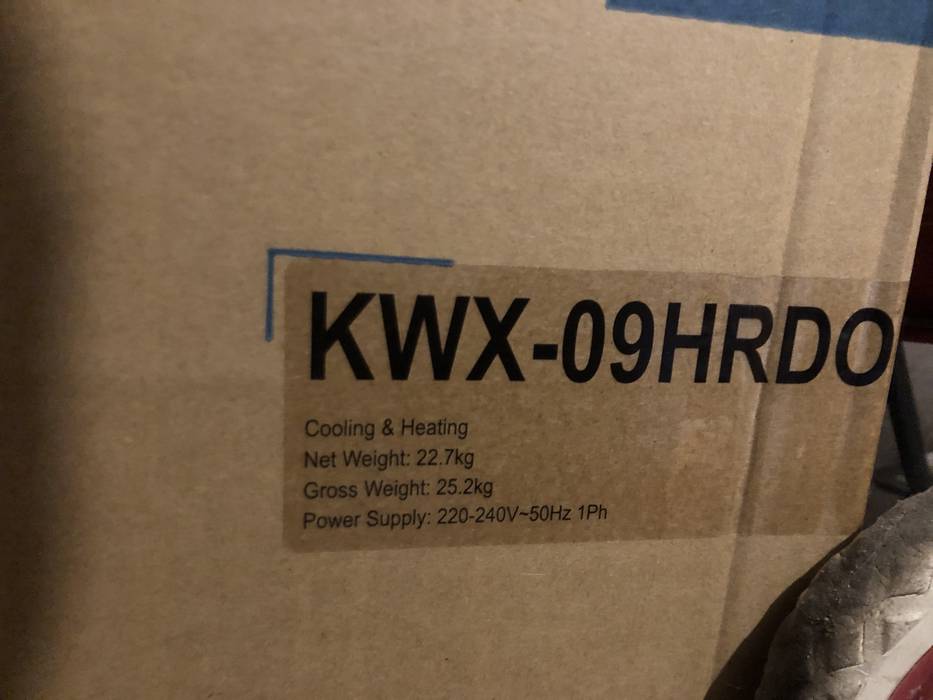 KWX-09HRDO
Cooling & Heating
Net Weight: 22.7kg
Gross Weight: 25.2kg
Power Supply: 220-240V~50Hz 1Ph